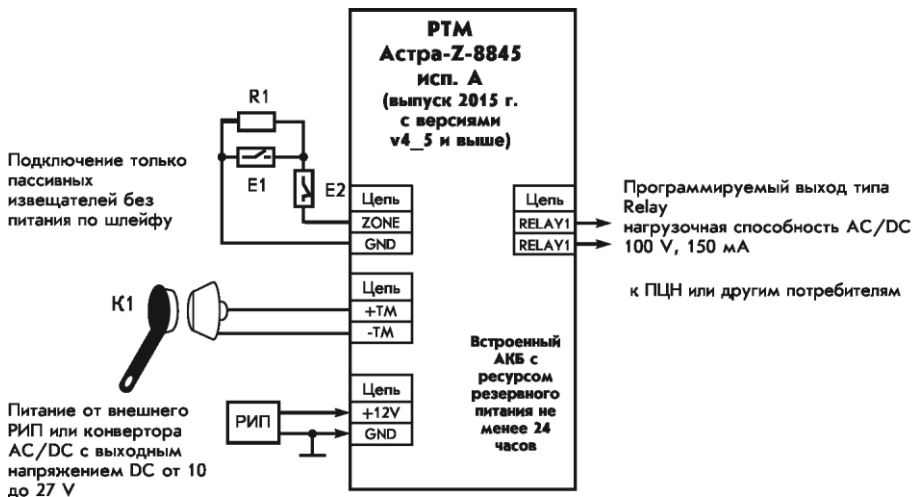 РТМ
Астра-Z-8845
исп. А
(выпуск 2015 г.
с версиями
v4_5 и выше)
R1
E1
E2
Подключение только
пассивных
извещателей без
питания по шлейфу
Цепь
ZONE
GND
Цепь
RELAY1
RELAY1
Программируемый выход типа
Relay
нагрузочная способность AC/DC
100 V, 150 мА
к ПЦН или другим потребителям
К1
Цепь
+TM
-TM
Встроенный
АКБ с
ресурсом
резервного
питания не
менее 24
часов
Цепь
+12V
GND
РИП
Питание от внешнего
РИП или конвертора
AC/DC с выходным
напряжением DC от 10
до 27 V